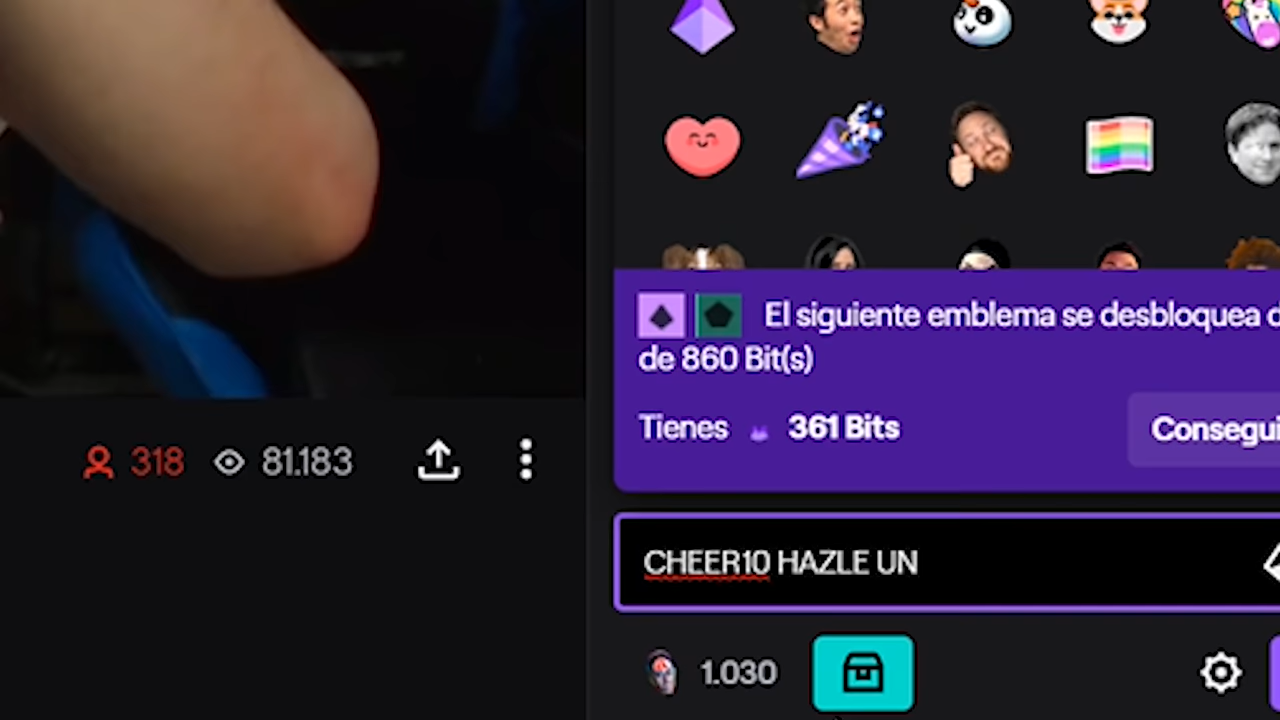 El siguiente emblema se desbloquea
de 860 Bit(s)
Tienes 361 Bits
Consegui
318 81.183
CHEER10 HAZLE UN
1.030